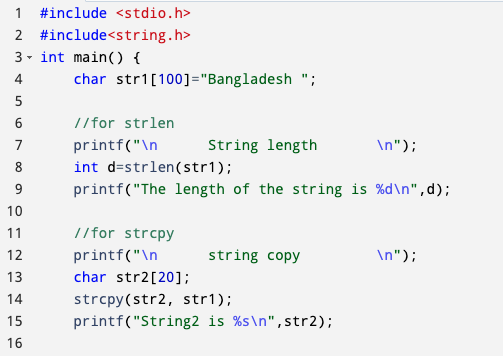 1 #include <stdio.h>
2 #include<string.h>
3 int main() {
4     char str1[100]="Bangladesh ";
5
6     //for strlen
7     printf("\n      String length       \n");
8     int d=strlen(str1);
9     printf("The length of the string is %d\n",d);
10
11     //for strcpy
12     printf("\n      string copy         \n");
13     char str2[20];
14     strcpy(str2, str1);
15     printf("String2 is %s\n",str2);
16